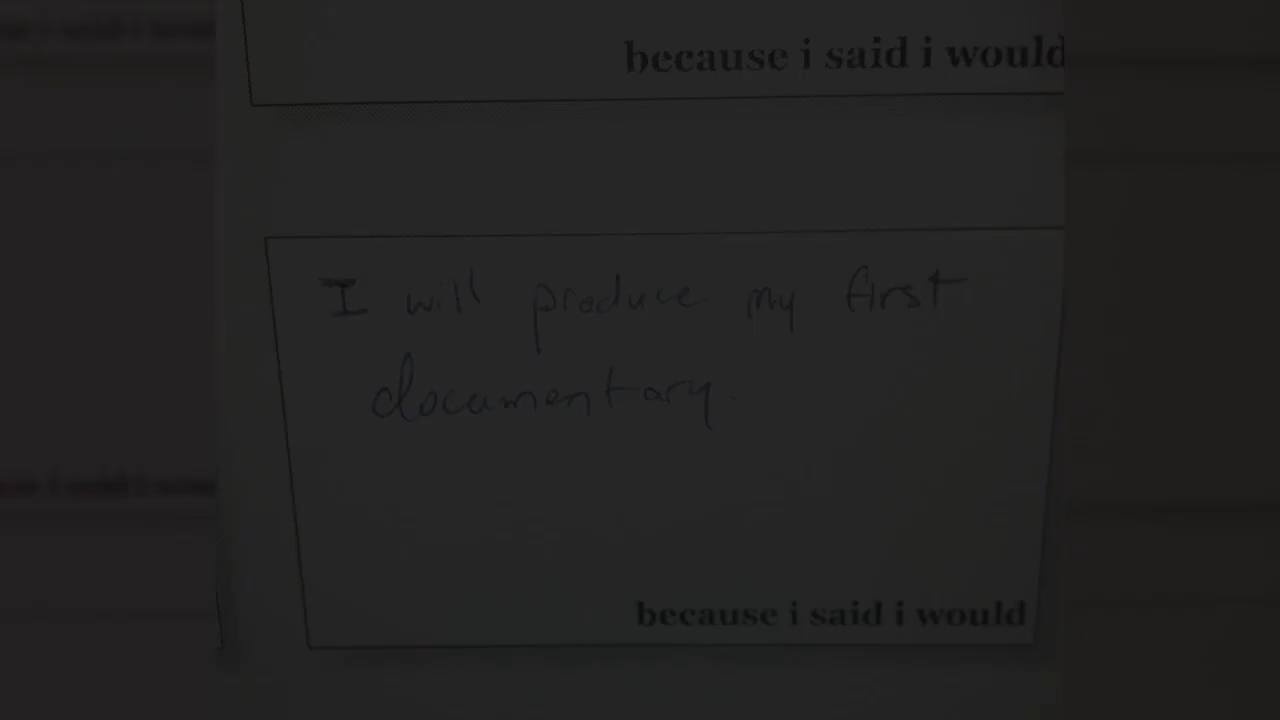 because i said i would
I will produce my first
documentary.
because i said i would